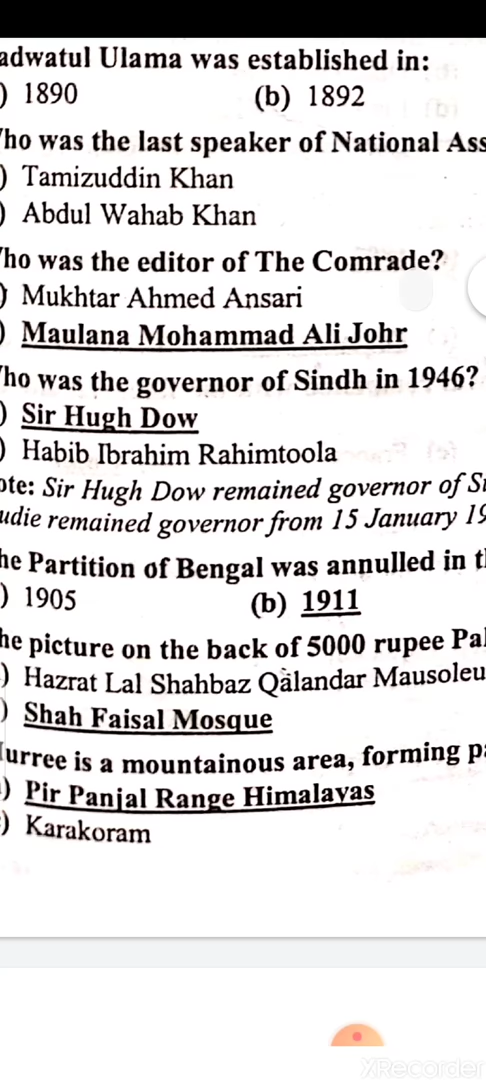 adwatul Ulama was established in:
) 1890 (b) 1892
ho was the last speaker of National Ass
) Tamizuddin Khan
) Abdul Wahab Khan
ho was the editor of The Comrade?
) Mukhtar Ahmed Ansari
) Maulana Mohammad Ali Johr
ho was the governor of Sindh in 1946?
) Sir Hugh Dow
) Habib Ibrahim Rahimtoola
ote: Sir Hugh Dow remained governor of Si
udie remained governor from 15 January 19
he Partition of Bengal was annulled in th
) 1905 (b) 1911
he picture on the back of 5000 rupee Pak
) Hazrat Lal Shahbaz Qalandar Mausoleu
) Shah Faisal Mosque
urree is a mountainous area, forming pa
) Pir Panjal Range Himalayas
) Karakoram
XRecorder